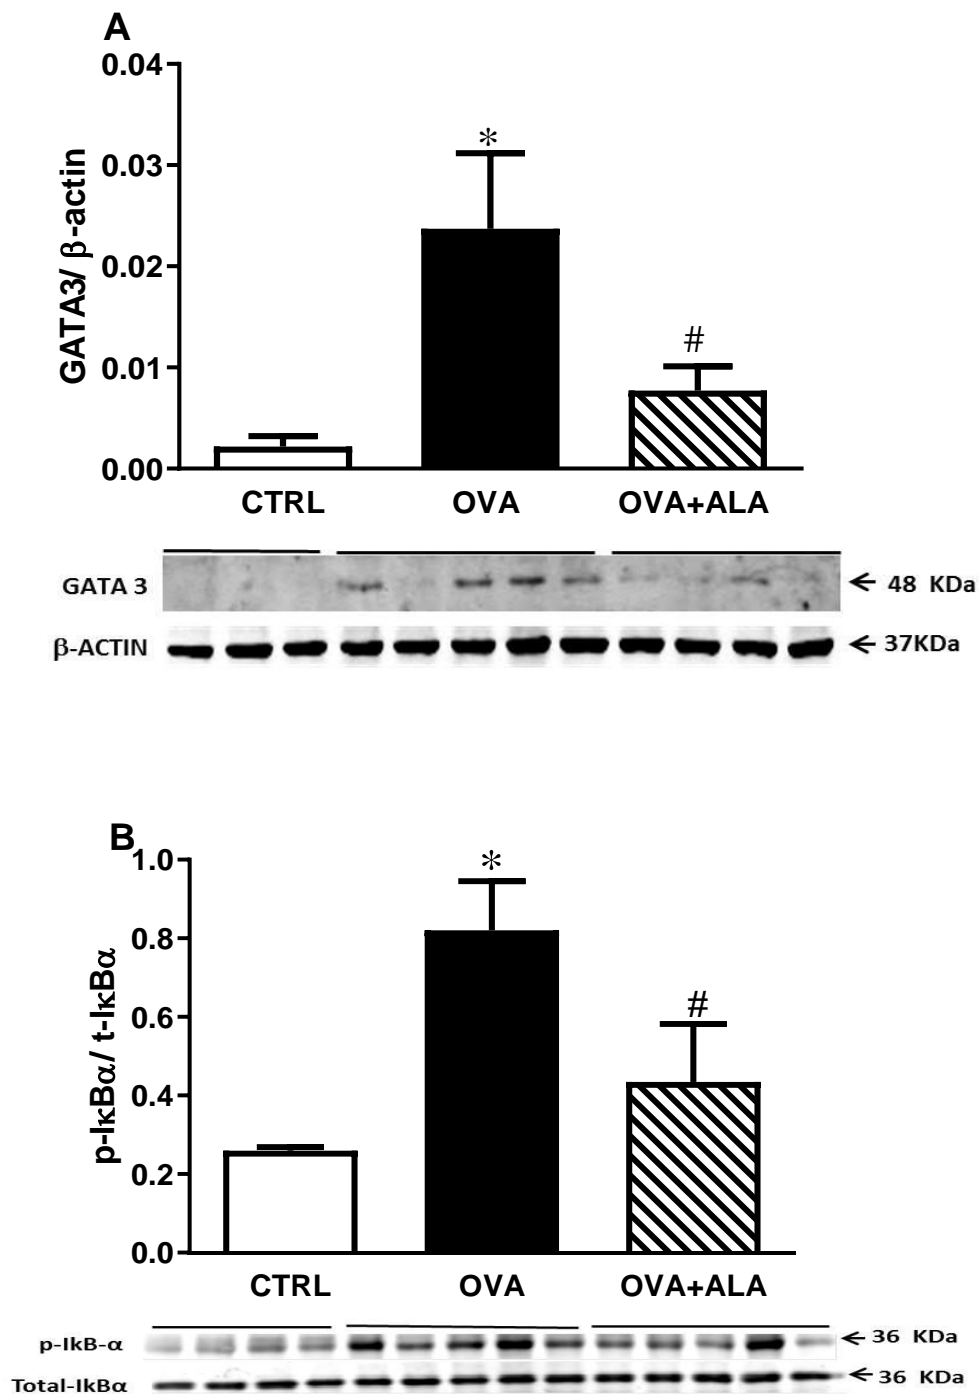 A
0.04
0.03
0.02
0.01
0.00
GATA3/ β-actin
*
#
CTRL OVA OVA+ALA
GATA 3 ← 48 KDa
β-ACTIN ← 37KDa
B
1.0
0.8
0.6
0.4
0.2
0.0
p-IκBα/ t-IκBα
*
#
CTRL OVA OVA+ALA
p-IkB-α ← 36 KDa
Total-IkBα ← 36 KDa